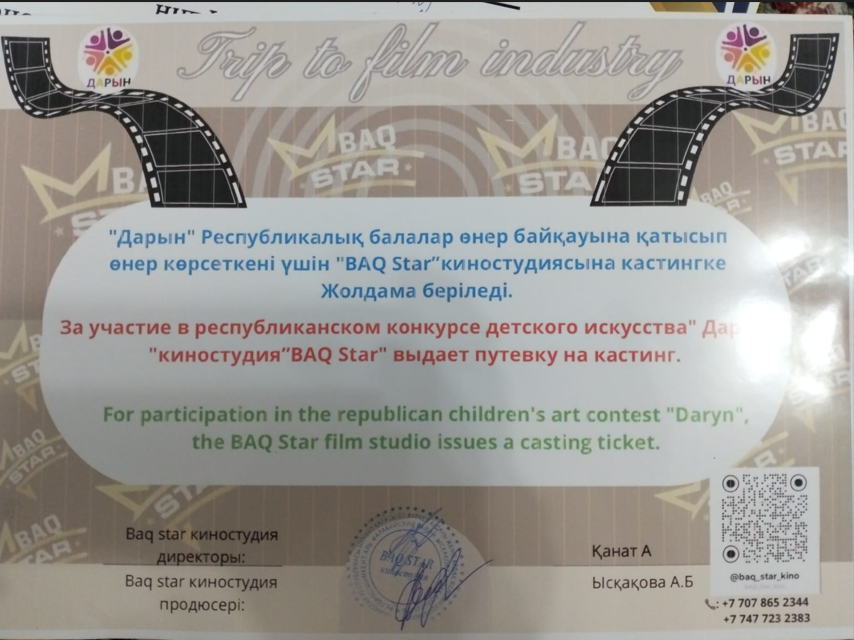 ДАРЫН
Trip to film industry
ДАРЫН
BAQ
STAR
"Дарын" Республикалық балалар өнер байқауына қатысып
өнер көрсеткені үшін "BAQ Star"киностудиясына кастингке
Жолдама беріледі.
За участие в республиканском конкурсе детского искусства"
"киностудия"BAQ Star" выдает путевку на кастинг.
For participation in the republican children's art contest "Daryn",
the BAQ Star film studio issues a casting ticket.
Baq star киностудия
директоры:
Қанат А
Baq star киностудия
продюсері:
Ысқақова А.Б
BAQ STAR
@baq_star_kino
+7 707 865 2344
+7 747 723 2383